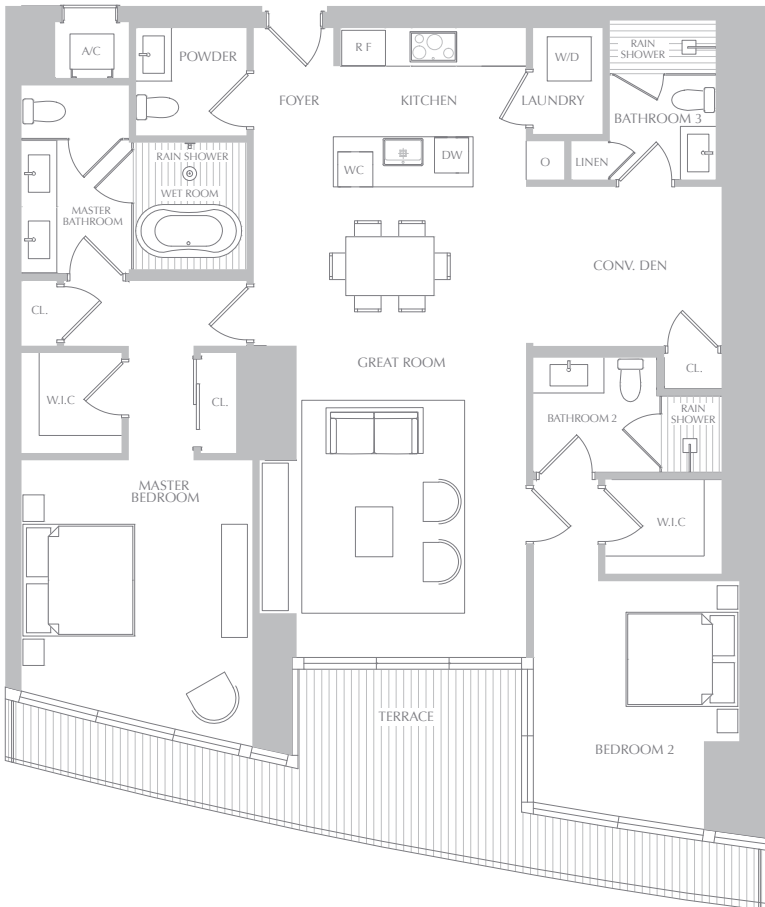 A/C
POWDER
R F
W/D
RAIN
SHOWER
FOYER
KITCHEN
LAUNDRY
BATHROOM 3
RAIN SHOWER
WET ROOM
WC
DW
O
LINEN
MASTER
BATHROOM
CONV. DEN
CL.
GREAT ROOM
CL.
W.I.C
CL.
BATHROOM 2
RAIN
SHOWER
MASTER
BEDROOM
W.I.C
TERRACE
BEDROOM 2